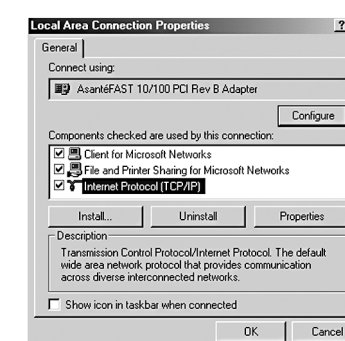 Local Area Connection Properties ?
General
Connect using:
AsantéFAST 10/100 PCI Rev B Adapter
Configure
Components checked are used by this connection:
Client for Microsoft Networks
File and Printer Sharing for Microsoft Networks
Internet Protocol (TCP/IP)
Install... Uninstall Properties
Description
Transmission Control Protocol/Internet Protocol. The default
wide area network protocol that provides communication
across diverse interconnected networks.
Show icon in taskbar when connected
OK Cancel